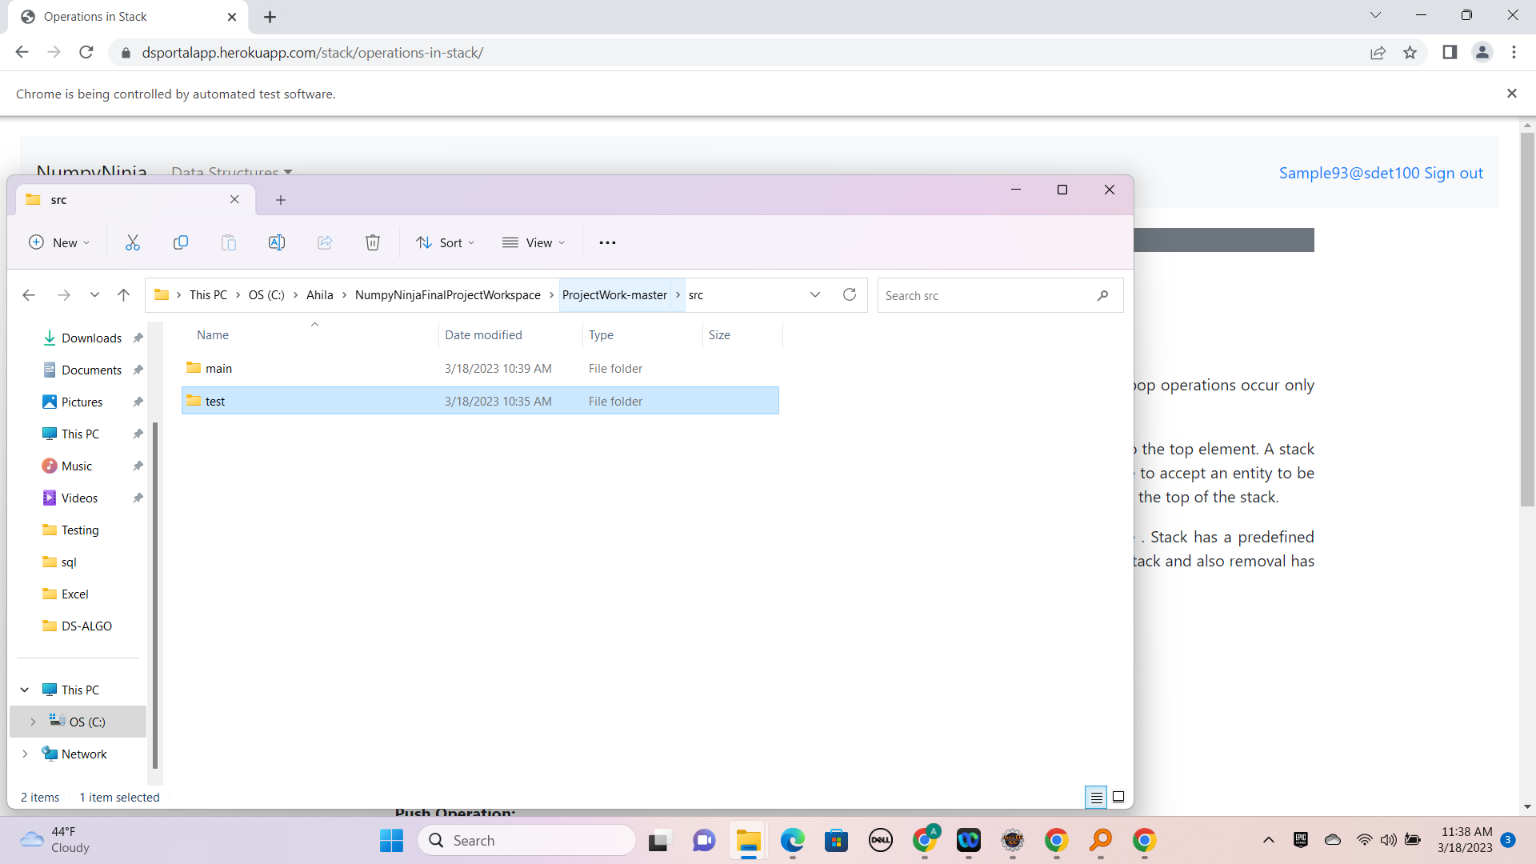 Operations in Stack
dsportalapp.herokuapp.com/stack/operations-in-stack/
Chrome is being controlled by automated test software.
NumpyNinja
Data Structures
Sample93@sdet100 Sign out
src
New
Sort
View
This PC
OS (C:)
Ahila
NumpyNinjaFinalProjectWorkspace
ProjectWork-master
src
Search src
Name
Date modified
Type
Size
main
3/18/2023 10:39 AM
File folder
test
3/18/2023 10:35 AM
File folder
Downloads
Documents
Pictures
This PC
Music
Videos
Testing
sql
Excel
DS-ALGO
This PC
OS (C:)
Network
2 items
1 item selected
operations occur only
the top element. A stack
to accept an entity to be
the top of the stack.
. Stack has a predefined
and also removal has
Push Operation:
44°F
Cloudy
Search
DELL
A
EPIC
11:38 AM
3/18/2023
3